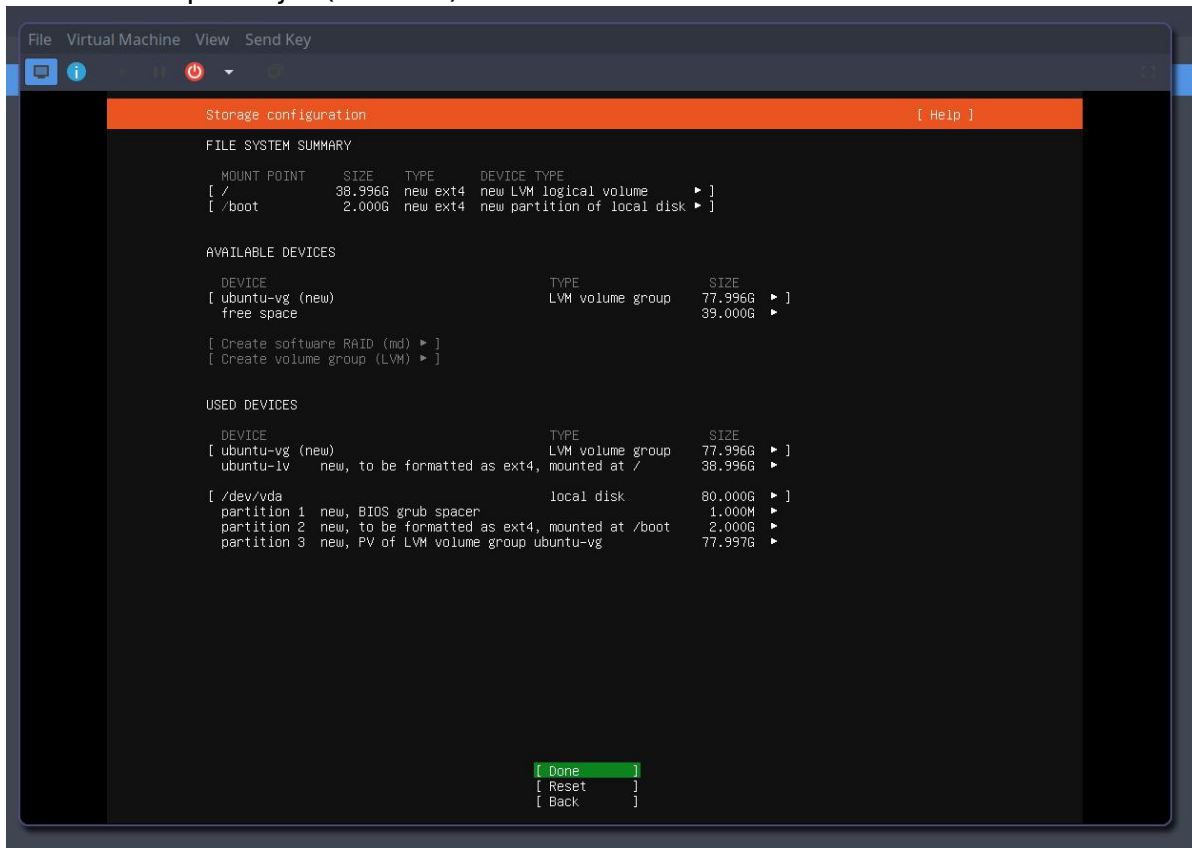 File Virtual Machine View Send Key
Storage configuration [ Help ]
FILE SYSTEM SUMMARY
MOUNT POINT SIZE TYPE DEVICE TYPE
[ / 38.996G new ext4 new LVM logical volume ▸ ]
[ /boot 2.000G new ext4 new partition of local disk ▸ ]
AVAILABLE DEVICES
DEVICE TYPE SIZE
[ ubuntu-vg (new) LVM volume group 77.996G ▸ ]
free space 39.000G ▸
[ Create software RAID (md) ▸ ]
[ Create volume group (LVM) ▸ ]
USED DEVICES
DEVICE TYPE SIZE
[ ubuntu-vg (new) LVM volume group 77.996G ▸ ]
ubuntu-lv new, to be formatted as ext4, mounted at / 38.996G ▸
[ /dev/vda local disk 80.000G ▸ ]
partition 1 new, BIOS grub spacer 1.000M ▸
partition 2 new, to be formatted as ext4, mounted at /boot 2.000G ▸
partition 3 new, PV of LVM volume group ubuntu-vg 77.997G ▸
[ Done ]
[ Reset ]
[ Back ]